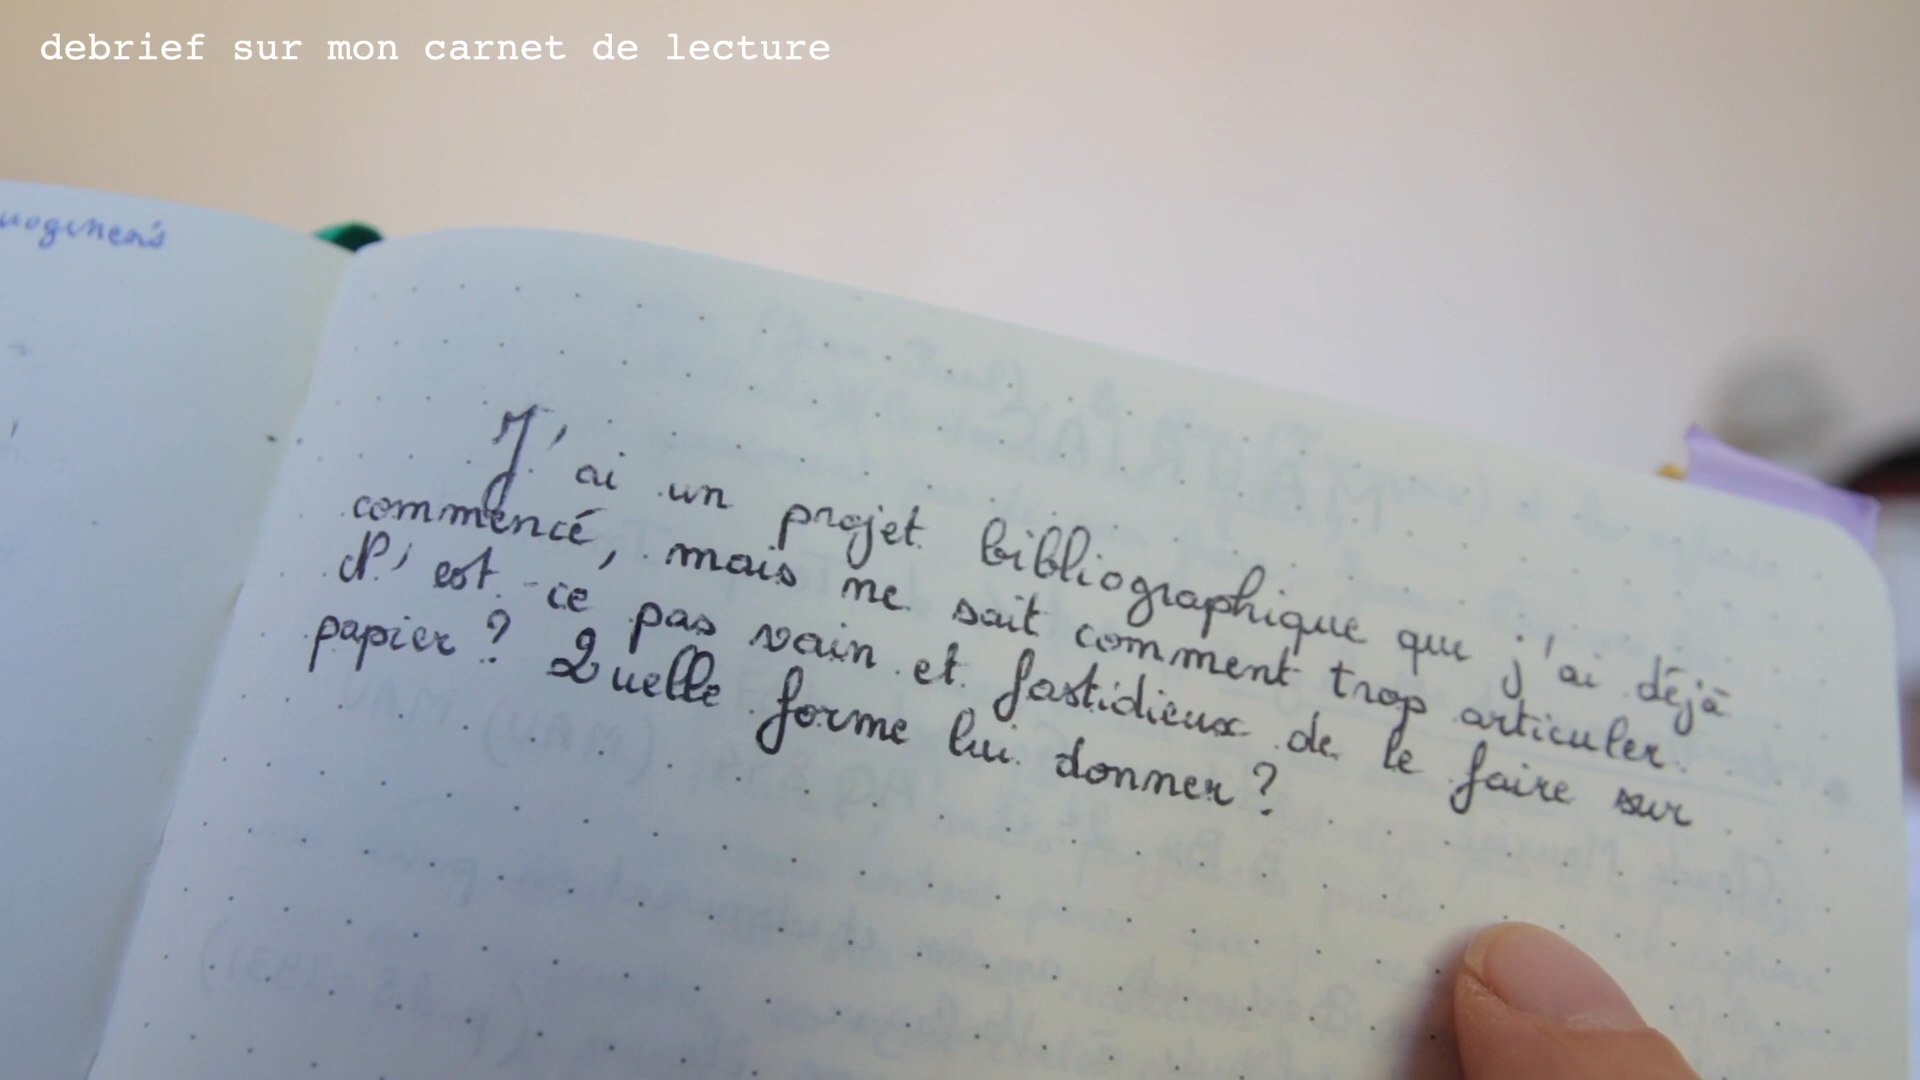 debrief sur mon carnet de lecture
J'ai un projet bibliographique que j'ai déjà
commencé, mais ne sait comment trop articuler.
N'est-ce pas vain et fastidieux de le faire sur
papier ? Quelle forme lui donner ?